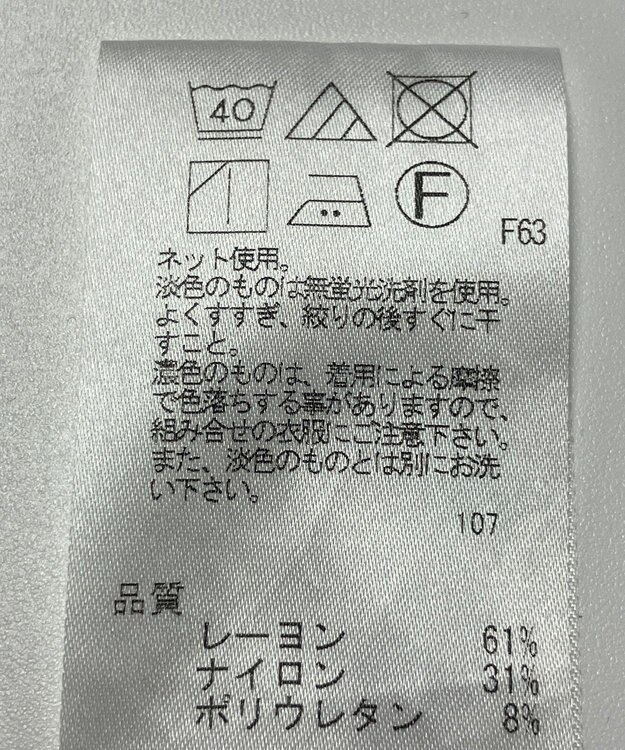 40
F
F63
ネット使用。
淡色のものは無蛍光洗剤を使用。
よくすすぎ、絞りの後すぐに干
すこと。
濃色のものは、着用による摩擦
で色落ちする事がありますので、
組み合せの衣服にご注意下さい。
また、淡色のものとは別にお洗
い下さい。
107
品質
レーヨン 61%
ナイロン 31%
ポリウレタン 8%